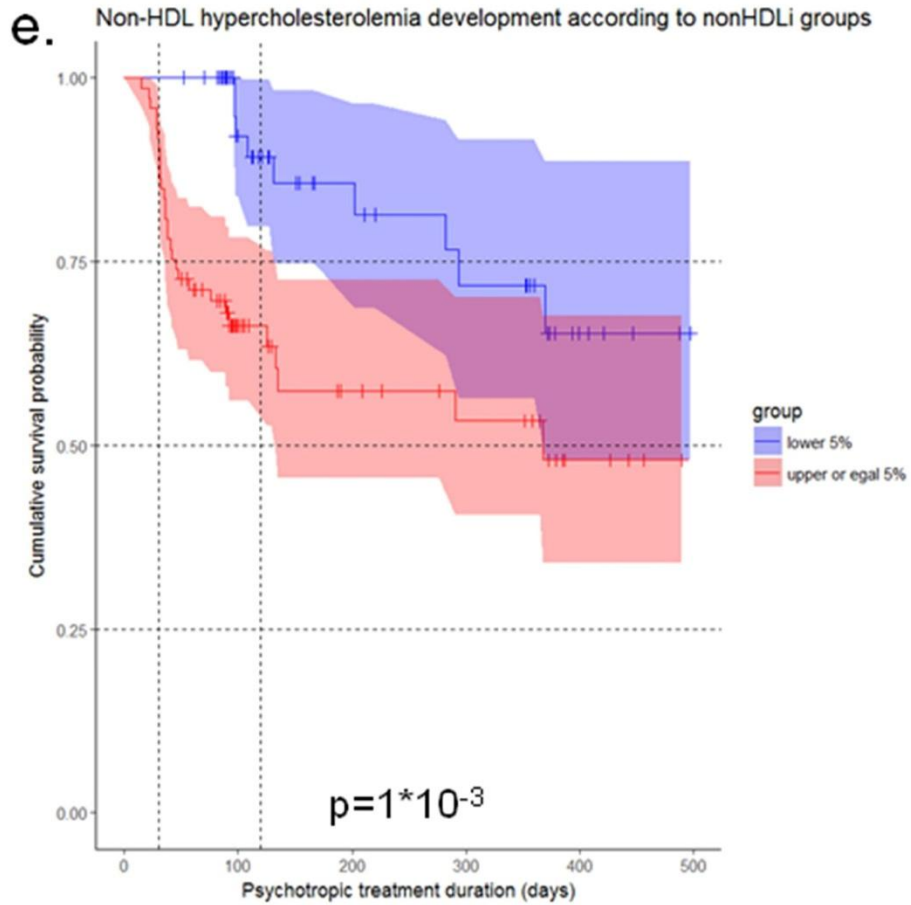 e.
Non-HDL hypercholesterolemia development according to nonHDLi groups
1.00
0.75
0.50
0.25
0.00
Cumulative survival probability
p=1*10-3
0 100 200 300 400 500
Psychotropic treatment duration (days)
group
lower 5%
upper or egal 5%